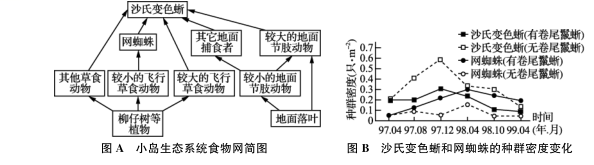 沙氏变色蜥
网蜘蛛
其它地面
捕食者
较大的地面
节肢动物
其他草食
动物
较小的飞行
草食动物
较大的飞行
草食动物
较小的地面
节肢动物
柳仔树等
植物
地面落叶
图 A 小岛生态系统食物网简图
沙氏变色蜥(有卷尾鬣蜥)
沙氏变色蜥(无卷尾鬣蜥)
网蜘蛛(有卷尾鬣蜥)
网蜘蛛(无卷尾鬣蜥)
种群密度(只·m⁻²)
0.7
0.6
0.5
0.4
0.3
0.2
0.1
0
97.04 97.08 97.12 98.04 98.10 99.04
时间
(年.月)
图 B 沙氏变色蜥和网蜘蛛的种群密度变化